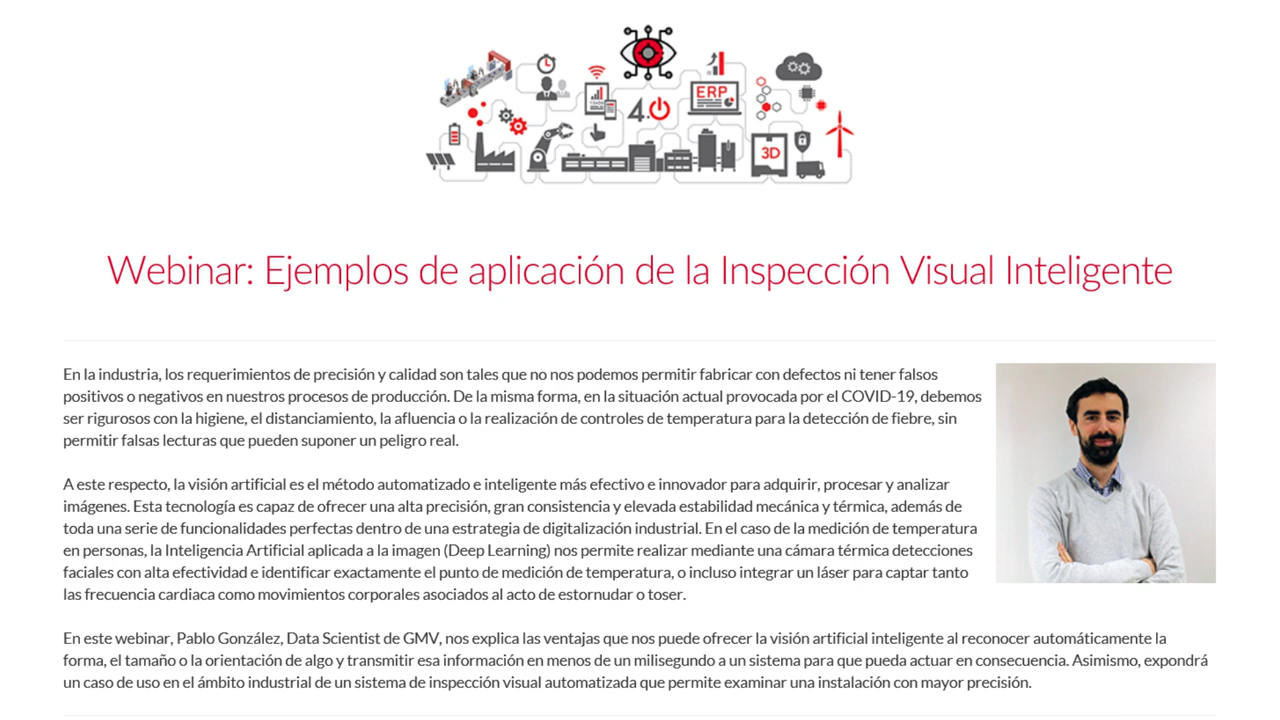 4.0
ERP
3D
Webinar: Ejemplos de aplicación de la Inspección Visual Inteligente
En la industria, los requerimientos de precisión y calidad son tales que no nos podemos permitir fabricar con defectos ni tener falsos
positivos o negativos en nuestros procesos de producción. De la misma forma, en la situación actual provocada por el COVID-19, debemos
ser rigurosos con la higiene, el distanciamiento, la afluencia o la realización de controles de temperatura para la detección de fiebre, sin
permitir falsas lecturas que pueden suponer un peligro real.
A este respecto, la visión artificial es el método automatizado e inteligente más efectivo e innovador para adquirir, procesar y analizar
imágenes. Esta tecnología es capaz de ofrecer una alta precisión, gran consistencia y elevada estabilidad mecánica y térmica, además de
toda una serie de funcionalidades perfectas dentro de una estrategia de digitalización industrial. En el caso de la medición de temperatura
en personas, la Inteligencia Artificial aplicada a la imagen (Deep Learning) nos permite realizar mediante una cámara térmica detecciones
faciales con alta efectividad e identificar exactamente el punto de medición de temperatura, o incluso integrar un láser para captar tanto
las frecuencia cardiaca como movimientos corporales asociados al acto de estornudar o toser.
En este webinar, Pablo González, Data Scientist de GMV, nos explica las ventajas que nos puede ofrecer la visión artificial inteligente al reconocer automáticamente la
forma, el tamaño o la orientación de algo y transmitir esa información en menos de un milisegundo a un sistema para que pueda actuar en consecuencia. Asimismo, expondrá
un caso de uso en el ámbito industrial de un sistema de inspección visual automatizada que permite examinar una instalación con mayor precisión.